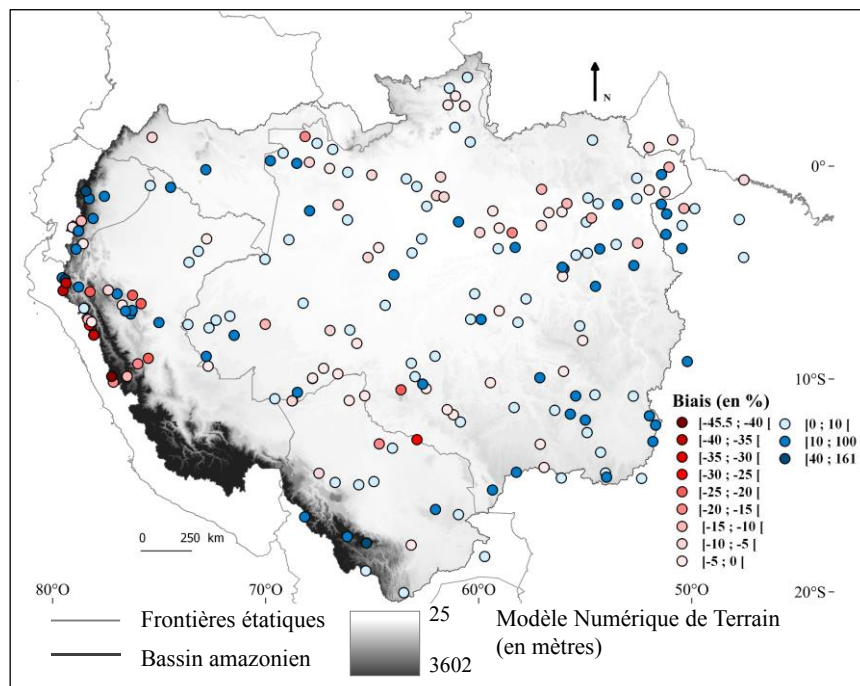 N
0°
Biais (en %)
[-45.5 ; -40 [
[-40 ; -35 [
[-35 ; -30 [
[-30 ; -25 [
[-25 ; -20 [
[-20 ; -15 [
[-15 ; -10 [
[-10 ; -5 [
[-5 ; 0 [
[0 ; 10 [
[10 ; 100
[40 ; 161
10°S
0 250 km
80°O 70°O 60°O 50°O 20°S
Frontières étatiques
Bassin amazonien
25
3602
Modèle Numérique de Terrain
(en mètres)